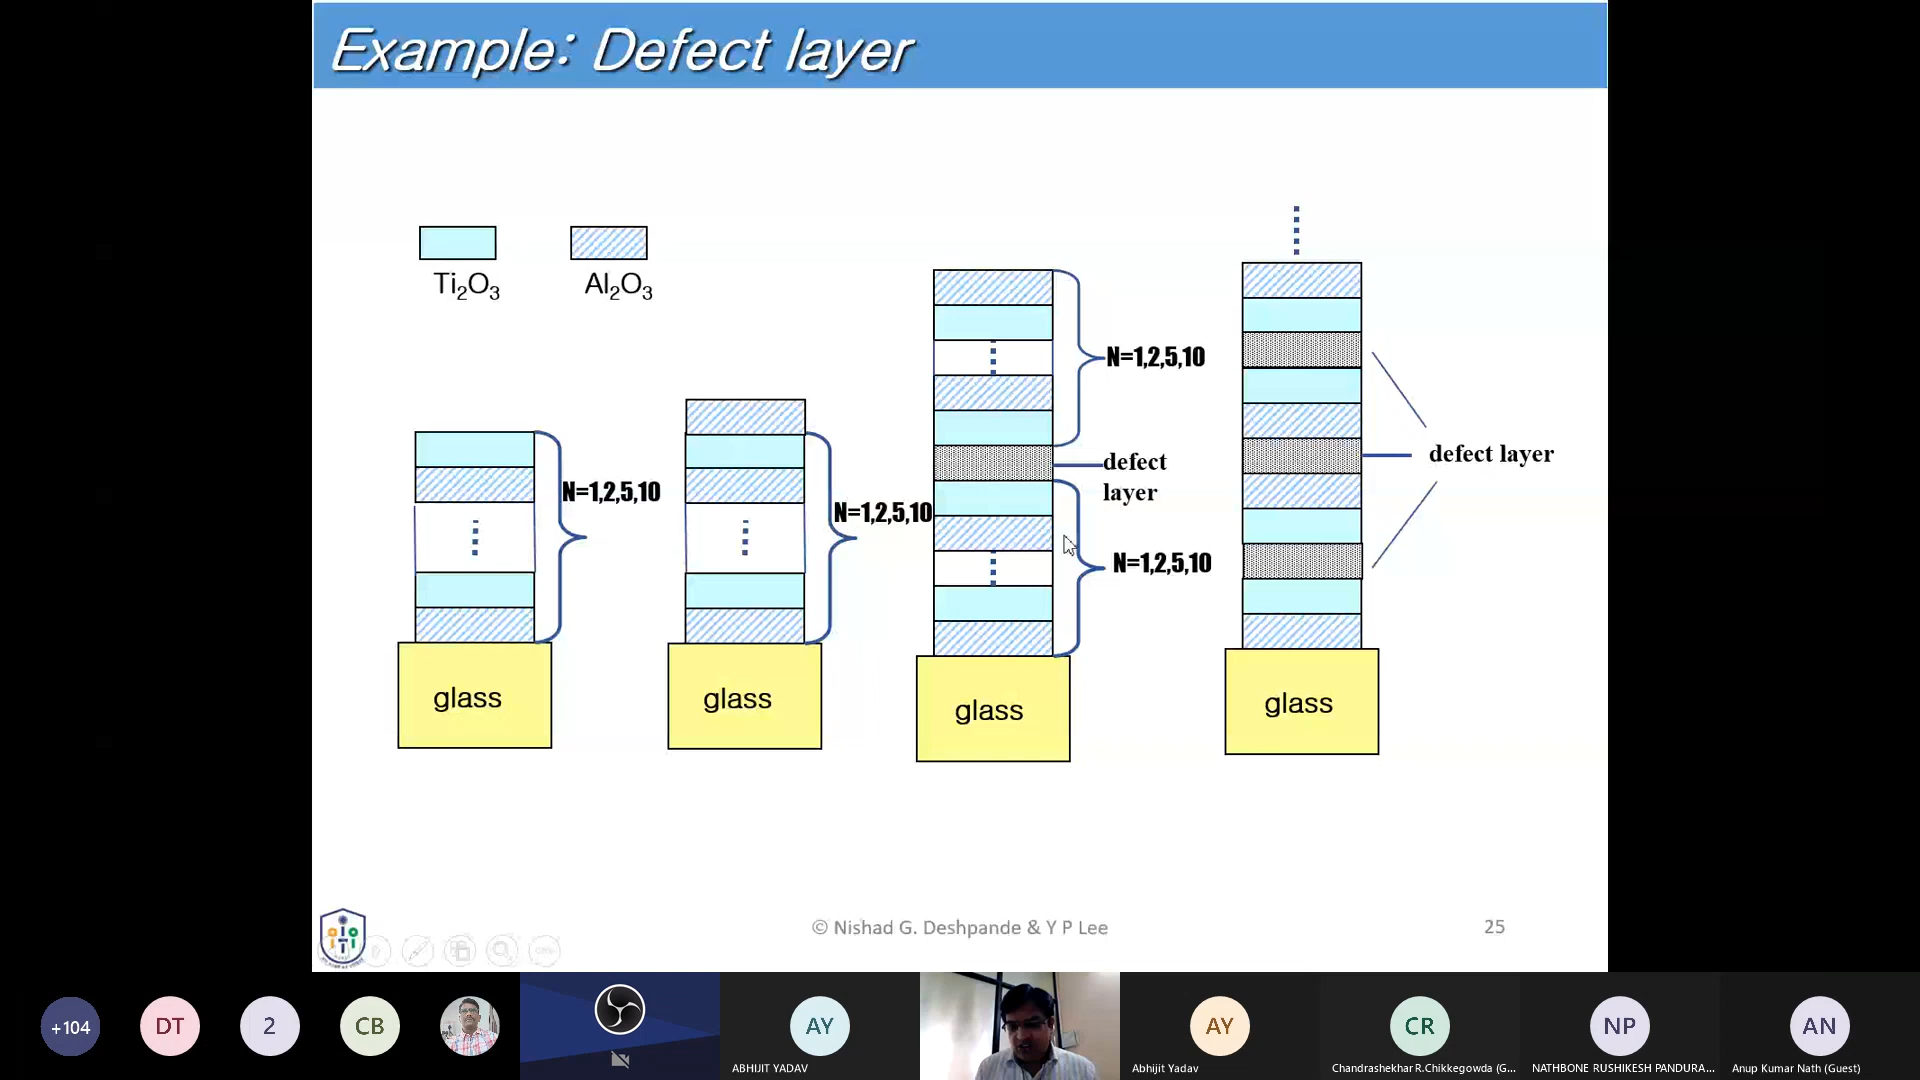 Example: Defect layer
Ti2O3
Al2O3
N=1,2,5,10
N=1,2,5,10
N=1,2,5,10
defect
layer
N=1,2,5,10
defect layer
glass
glass
glass
glass
© Nishad G. Deshpande & Y P Lee
25
+104
DT
2
CB
AY
ABHIJIT YADAV
AY
Abhijit Yadav
CR
Chandrashekhar R.Chikkegowda (G...
NP
NATHBONE RUSHIKESH PANDURA...
AN
Anup Kumar Nath (Guest)